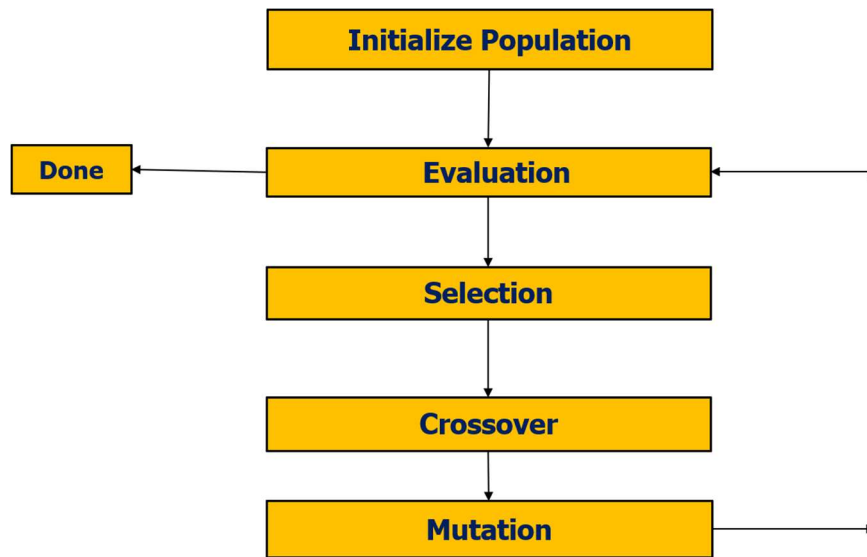 Initialize Population
Done
Evaluation
Selection
Crossover
Mutation